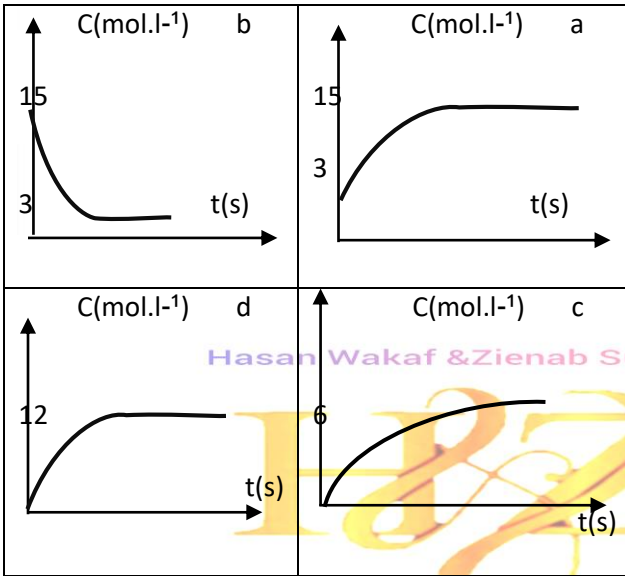 C(mol.l-¹) b
15
3
t(s)
C(mol.l-¹) a
15
3
t(s)
C(mol.l-¹) d
12
t(s)
C(mol.l-¹) c
6
t(s)
Hasan Wakaf &Zienab S